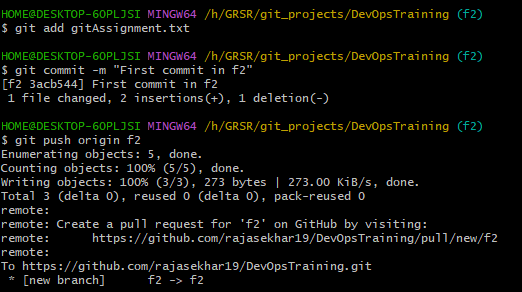 HOME@DESKTOP-6OPLJSI MINGW64 /h/GRSR/git_projects/DevOpsTraining (f2)
$ git add gitAssignment.txt
HOME@DESKTOP-6OPLJSI MINGW64 /h/GRSR/git_projects/DevOpsTraining (f2)
$ git commit -m "First commit in f2"
[f2 3acb544] First commit in f2
 1 file changed, 2 insertions(+), 1 deletion(-)
HOME@DESKTOP-6OPLJSI MINGW64 /h/GRSR/git_projects/DevOpsTraining (f2)
$ git push origin f2
Enumerating objects: 5, done.
Counting objects: 100% (5/5), done.
Writing objects: 100% (3/3), 273 bytes | 273.00 KiB/s, done.
Total 3 (delta 0), reused 0 (delta 0), pack-reused 0
remote:
remote: Create a pull request for 'f2' on GitHub by visiting:
remote:      https://github.com/rajasekhar19/DevOpsTraining/pull/new/f2
remote:
To https://github.com/rajasekhar19/DevOpsTraining.git
 * [new branch]      f2 -> f2